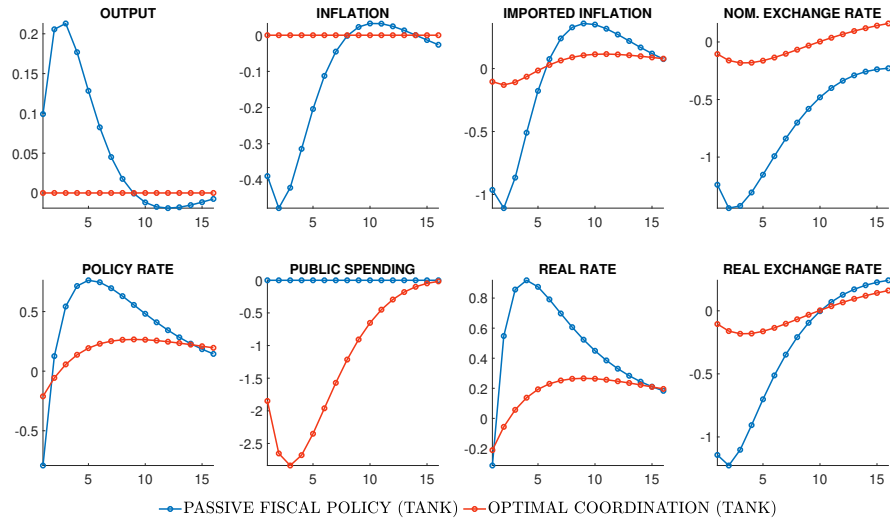 OUTPUT
INFLATION
IMPORTED INFLATION
NOM. EXCHANGE RATE
0.2
0.15
0.1
0.05
0
5 10 15
0
-0.1
-0.2
-0.3
-0.4
5 10 15
0
-0.5
-1
5 10 15
0
-0.5
-1
5 10 15
POLICY RATE
PUBLIC SPENDING
REAL RATE
REAL EXCHANGE RATE
0.5
0
-0.5
5 10 15
0
-0.5
-1
-1.5
-2
-2.5
5 10 15
0.8
0.6
0.4
0.2
0
-0.2
5 10 15
0
-0.5
-1
5 10 15
PASSIVE FISCAL POLICY (TANK) OPTIMAL COORDINATION (TANK)